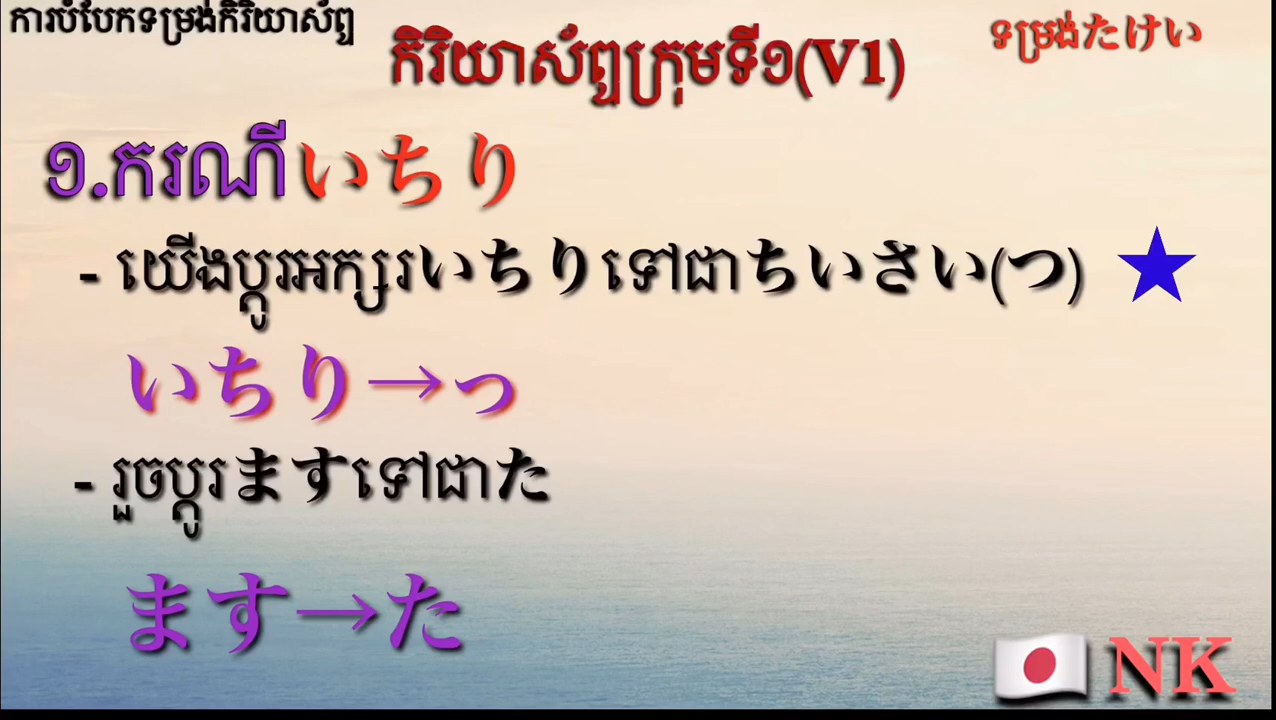 ការបំបែកទម្រង់កិរិយាស័ព្ទ
ទម្រង់たけい
កិរិយាស័ព្ទក្រុមទី១(V1)
១.ករណីいちり
- យើងប្តូរអក្សរいちりទៅជាちいさい(つ)
いちり→っ
- រួចប្តូរますទៅជាた
ます→た
NK